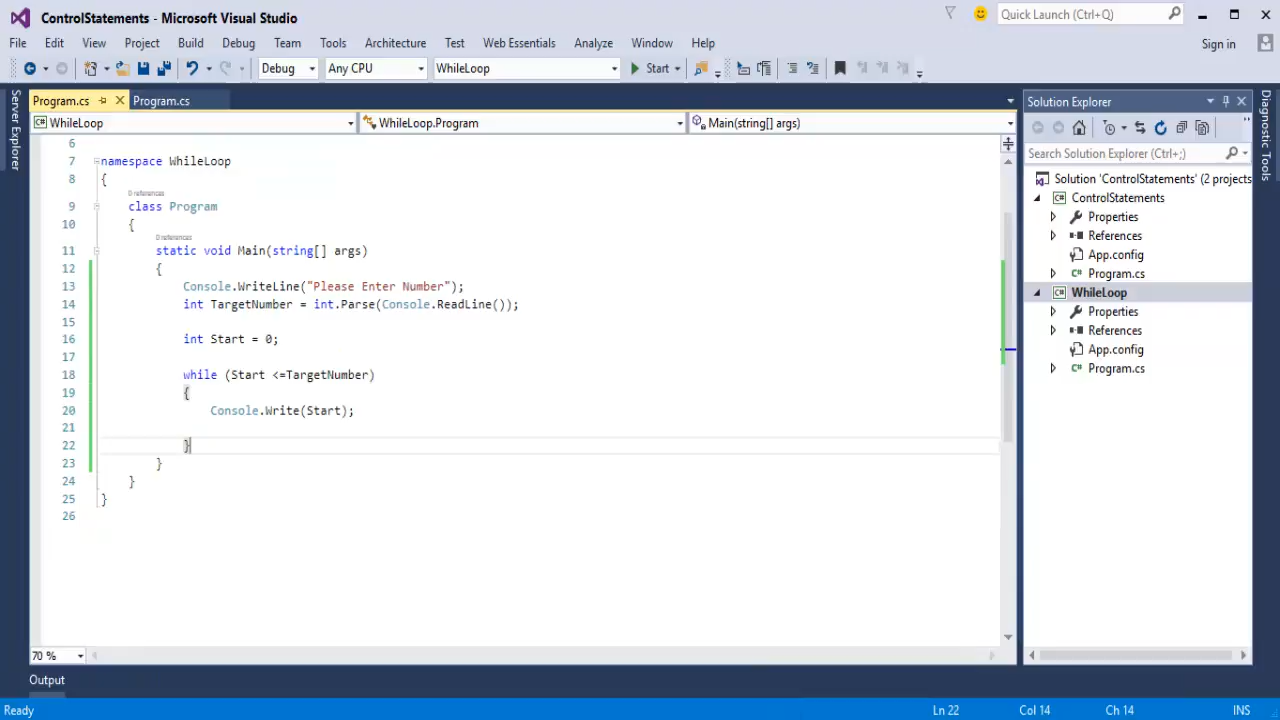 ControlStatements - Microsoft Visual Studio
Quick Launch (Ctrl+Q)
File Edit View Project Build Debug Team Tools Architecture Test Web Essentials Analyze Window Help
Sign in
Debug Any CPU WhileLoop Start
Server Explorer
Program.cs Program.cs
WhileLoop WhileLoop.Program Main(string[] args)
6
7 namespace WhileLoop
8 {
0 references
9 class Program
10 {
0 references
11 static void Main(string[] args)
12 {
13 Console.WriteLine("Please Enter Number");
14 int TargetNumber = int.Parse(Console.ReadLine());
15
16 int Start = 0;
17
18 while (Start <=TargetNumber)
19 {
20 Console.Write(Start);
21
22 }
23 }
24 }
25 }
26
70 %
Solution Explorer
Search Solution Explorer (Ctrl+;)
Solution 'ControlStatements' (2 projects
ControlStatements
Properties
References
App.config
Program.cs
WhileLoop
Properties
References
App.config
Program.cs
Diagnostic Tools
Output
Ready Ln 22 Col 14 Ch 14 INS